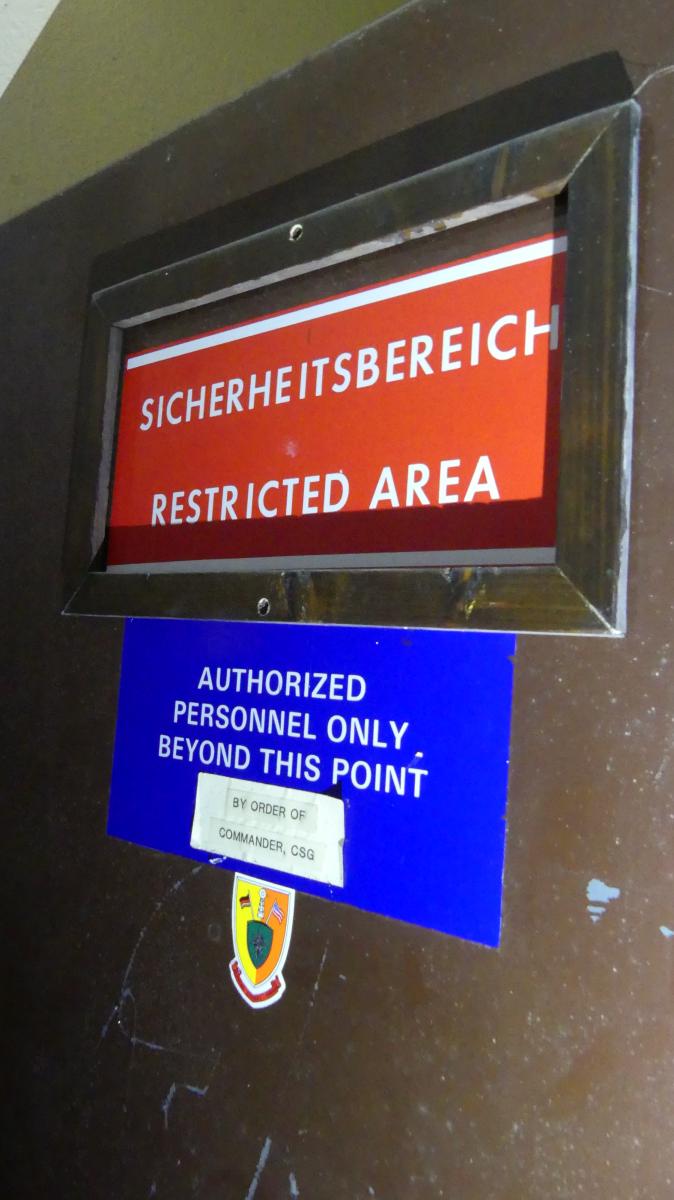 SICHERHEITSBEREICH
RESTRICTED AREA
AUTHORIZED
PERSONNEL ONLY
BEYOND THIS POINT
BY ORDER OF
COMMANDER, CSG